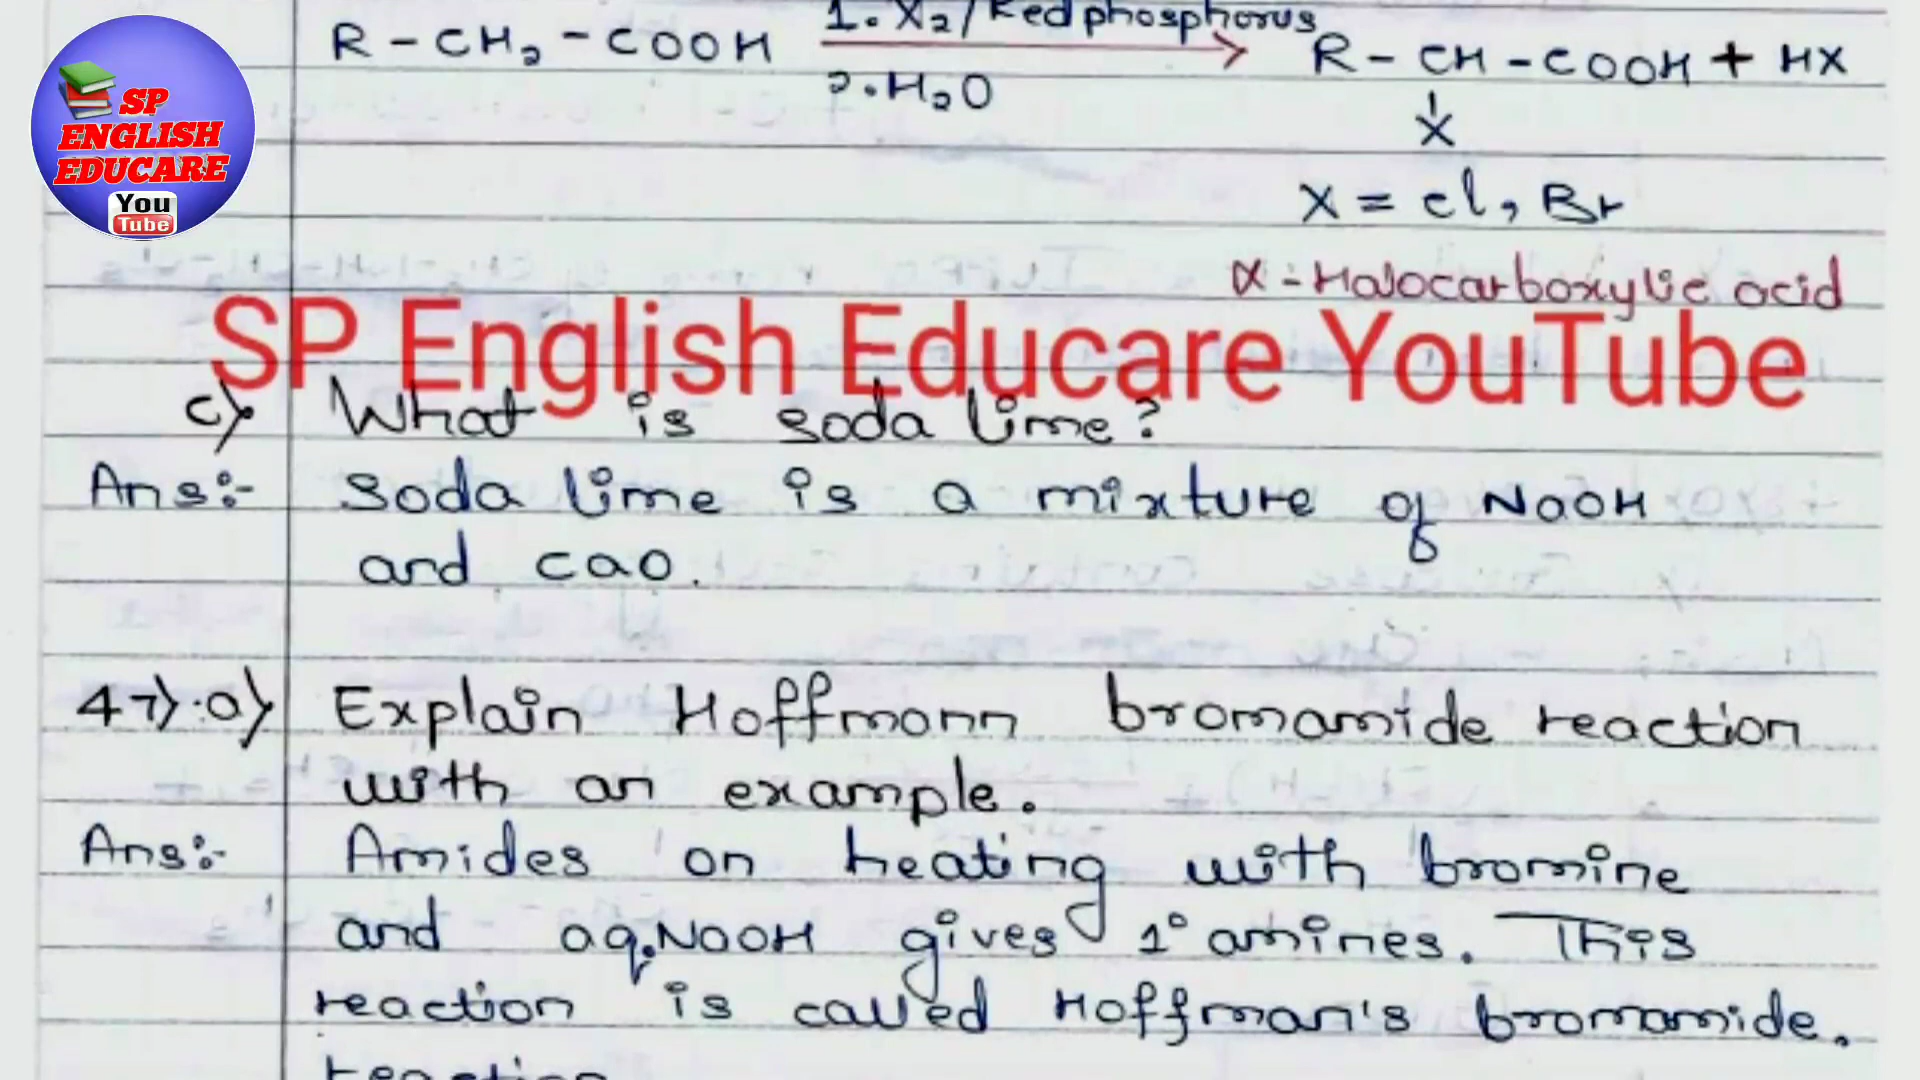 1. X₂/Red phosphorus
R-CH₂-COOH R-CH-COOH + HX
2. H₂O
X
X = Cl, Br
α-Halocarboxylic acid
SP
ENGLISH
EDUCARE
You
Tube
SP English Educare YouTube
c) What is soda lime?
Ans:- Soda lime is a mixture of NaOH
and CaO.
47) a) Explain Hoffmann bromamide reaction
with an example.
Ans:- Amides on heating with bromine
and aq.NaOH gives 1° amines. This
reaction is called Hoffman's bromamide.
reaction